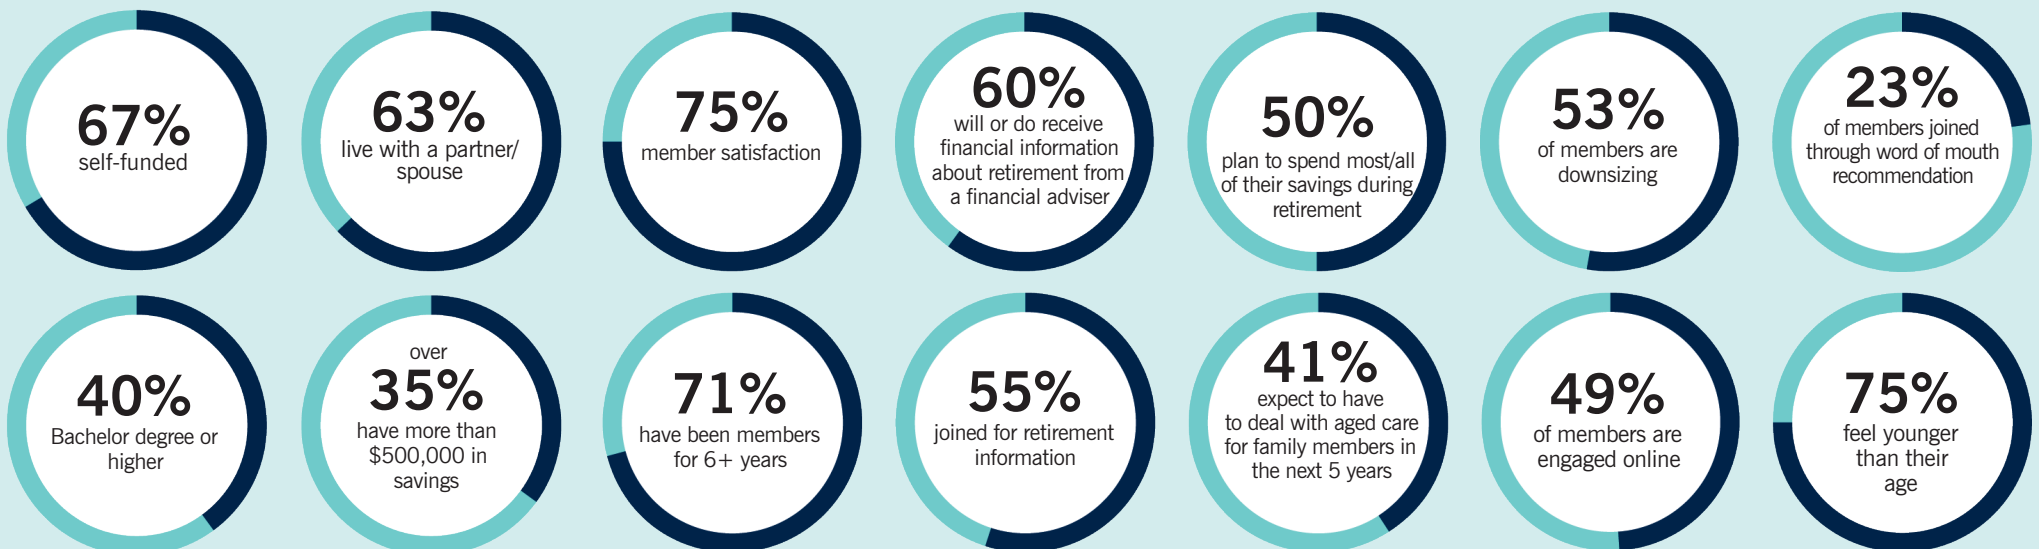 67%
self-funded
63%
live with a partner/
spouse
75%
member satisfaction
60%
will or do receive
financial information
about retirement from
a financial adviser
50%
plan to spend most/all
of their savings during
retirement
53%
of members are
downsizing
23%
of members joined
through word of mouth
recommendation
40%
Bachelor degree or
higher
over
35%
have more than
$500,000 in
savings
71%
have been members
for 6+ years
55%
joined for retirement
information
41%
expect to have
to deal with aged care
for family members in
the next 5 years
49%
of members are
engaged online
75%
feel younger
than their
age